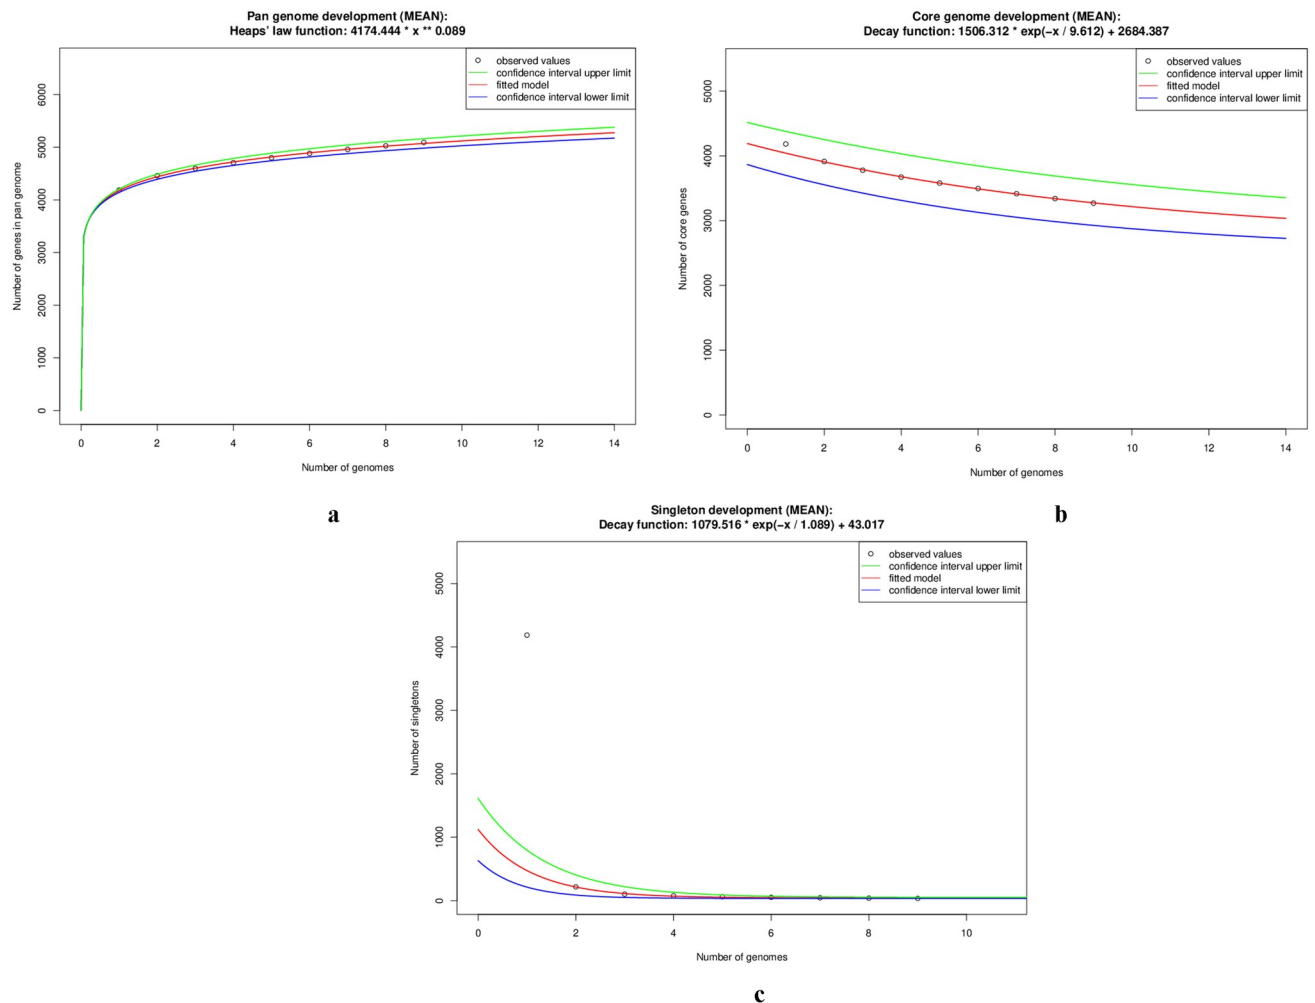 Pan genome development (MEAN):
Heaps' law function: 4174.444 * x ** 0.089
observed values
confidence interval upper limit
fitted model
confidence interval lower limit
Number of genes in pan genome
6000
5000
4000
3000
2000
1000
0
0 2 4 6 8 10 12 14
Number of genomes
a
Core genome development (MEAN):
Decay function: 1506.312 * exp(−x / 9.612) + 2684.387
observed values
confidence interval upper limit
fitted model
confidence interval lower limit
Number of core genes
5000
4000
3000
2000
1000
0
0 2 4 6 8 10 12 14
Number of genomes
b
Singleton development (MEAN):
Decay function: 1079.516 * exp(−x / 1.089) + 43.017
observed values
confidence interval upper limit
fitted model
confidence interval lower limit
Number of singletons
5000
4000
3000
2000
1000
0
0 2 4 6 8 10
Number of genomes
c